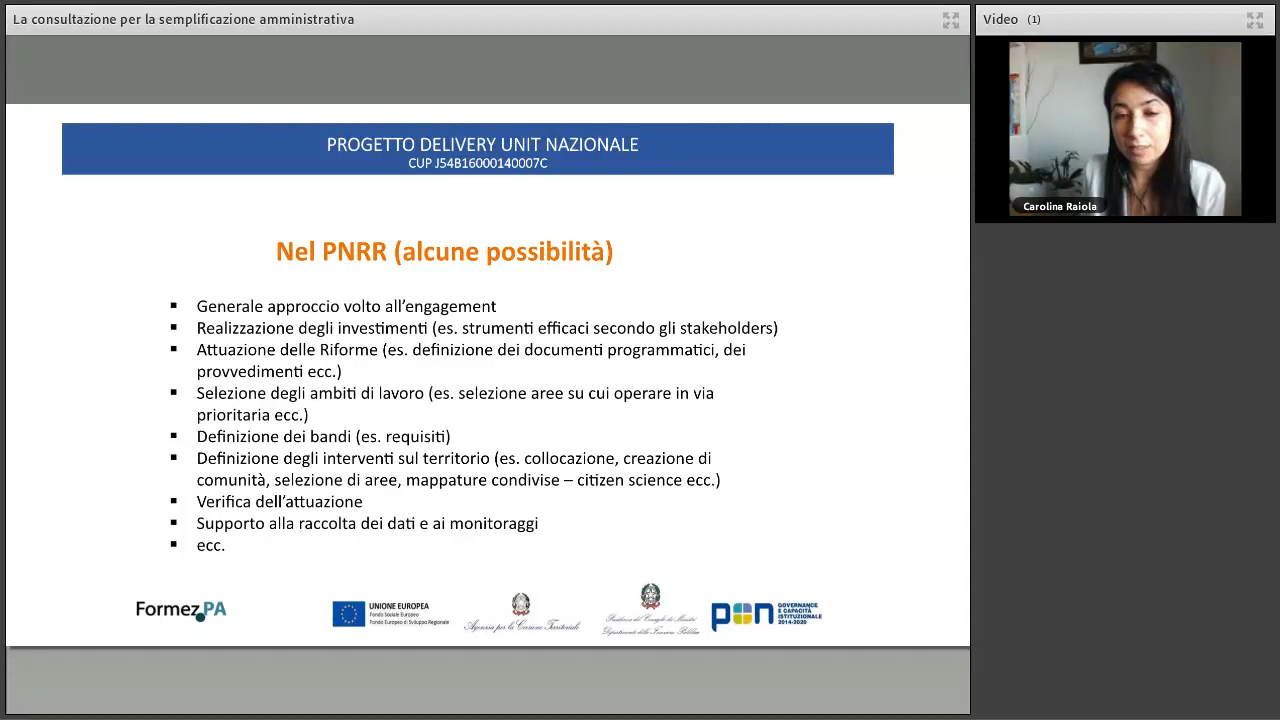 La consultazione per la semplificazione amministrativa
Video (1)
Carolina Raiola
PROGETTO DELIVERY UNIT NAZIONALE
CUP J54B16000140007C
Nel PNRR (alcune possibilità)
▪ Generale approccio volto all’engagement
▪ Realizzazione degli investimenti (es. strumenti efficaci secondo gli stakeholders)
▪ Attuazione delle Riforme (es. definizione dei documenti programmatici, dei
provvedimenti ecc.)
▪ Selezione degli ambiti di lavoro (es. selezione aree su cui operare in via
prioritaria ecc.)
▪ Definizione dei bandi (es. requisiti)
▪ Definizione degli interventi sul territorio (es. collocazione, creazione di
comunità, selezione di aree, mappature condivise – citizen science ecc.)
▪ Verifica dell’attuazione
▪ Supporto alla raccolta dei dati e ai monitoraggi
▪ ecc.
Formez PA
UNIONE EUROPEA
Fondo Sociale Europeo
Fondo Europeo di Sviluppo Regionale
Agenzia per la Coesione Territoriale
Presidenza del Consiglio dei Ministri
Dipartimento della Funzione Pubblica
pon
GOVERNANCE
E CAPACITÀ
ISTITUZIONALE
2014-2020